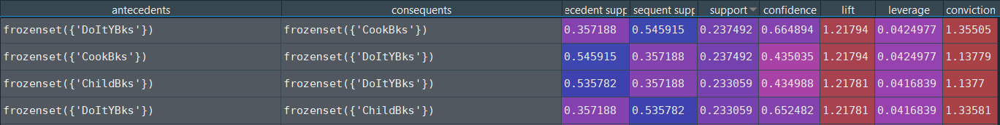 antecedents consequents ecedent supp sequent supp support confidence lift leverage conviction
frozenset({'DoItYBks'}) frozenset({'CookBks'}) 0.357188 0.545915 0.237492 0.664894 1.21794 0.0424977 1.35505
frozenset({'CookBks'}) frozenset({'DoItYBks'}) 0.545915 0.357188 0.237492 0.435035 1.21794 0.0424977 1.13779
frozenset({'ChildBks'}) frozenset({'DoItYBks'}) 0.535782 0.357188 0.233059 0.434988 1.21781 0.0416839 1.1377
frozenset({'DoItYBks'}) frozenset({'ChildBks'}) 0.357188 0.535782 0.233059 0.652482 1.21781 0.0416839 1.33581